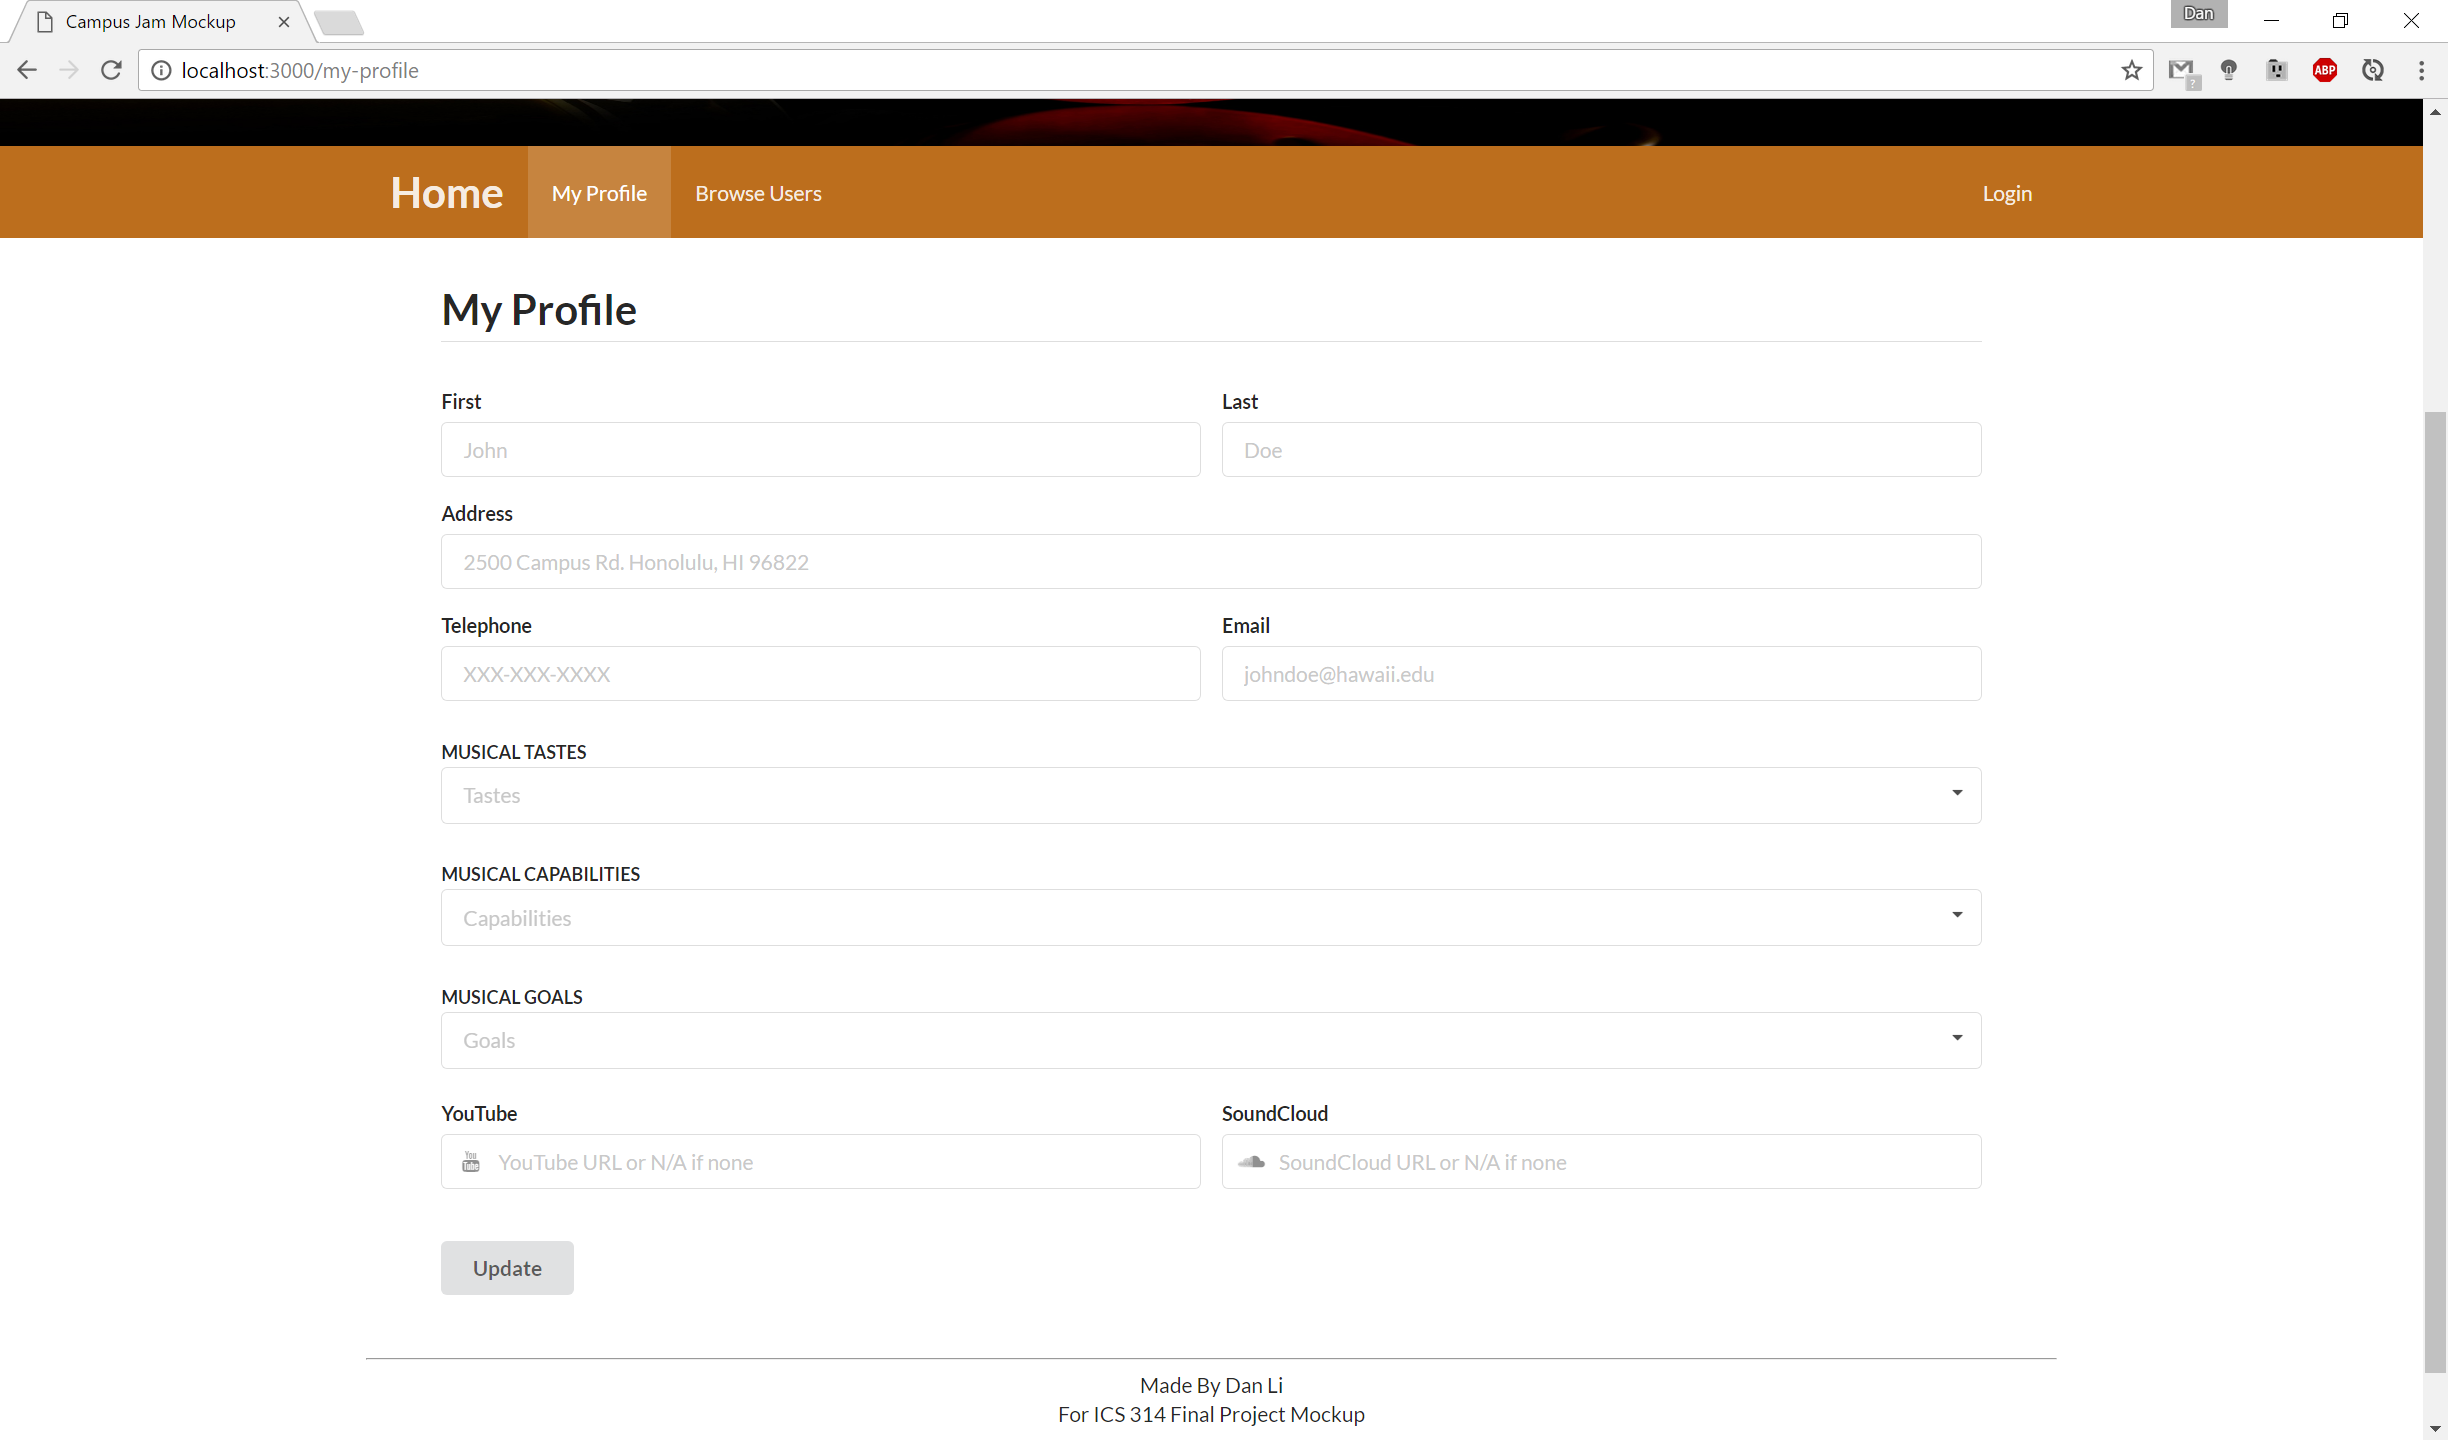 Campus Jam Mockup
Dan
localhost:3000/my-profile
?
ABP
Home My Profile Browse Users Login
My Profile
First Last
John Doe
Address
2500 Campus Rd. Honolulu, HI 96822
Telephone Email
XXX-XXX-XXXX johndoe@hawaii.edu
MUSICAL TASTES
Tastes
MUSICAL CAPABILITIES
Capabilities
MUSICAL GOALS
Goals
YouTube SoundCloud
You Tube YouTube URL or N/A if none SoundCloud URL or N/A if none
Update
Made By Dan Li
For ICS 314 Final Project Mockup